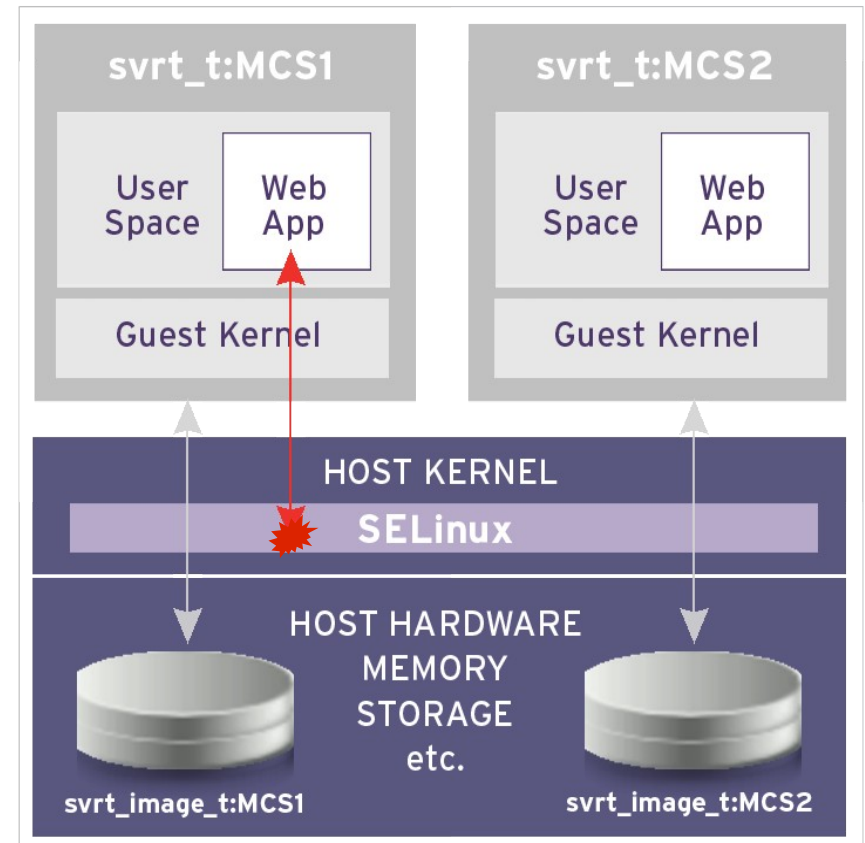 svrt_t:MCS1
User
Space
Web
App
Guest Kernel
svrt_t:MCS2
User
Space
Web
App
Guest Kernel
HOST KERNEL
SELinux
HOST HARDWARE
MEMORY
STORAGE
etc.
svrt_image_t:MCS1
svrt_image_t:MCS2